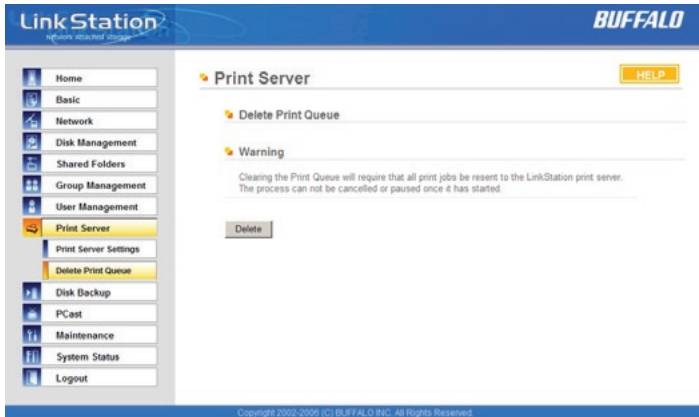 LinkStation
Network Attached Storage
BUFFALO
Home
Basic
Network
Disk Management
Shared Folders
Group Management
User Management
Print Server
Print Server Settings
Delete Print Queue
Disk Backup
PCast
Maintenance
System Status
Logout
Print Server
HELP
Delete Print Queue
Warning
Clearing the Print Queue will require that all print jobs be resent to the LinkStation print server.
The process can not be cancelled or paused once it has started.
Delete
Copyright 2002-2006 (C) BUFFALO INC. All Rights Reserved.